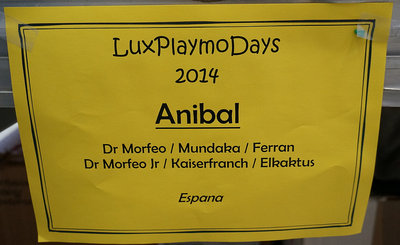 LuxPlaymoDays
2014
Anibal
Dr Morfeo / Mundaka / Ferran
Dr Morfeo Jr / Kaiserfranch / Elkaktus
Espana